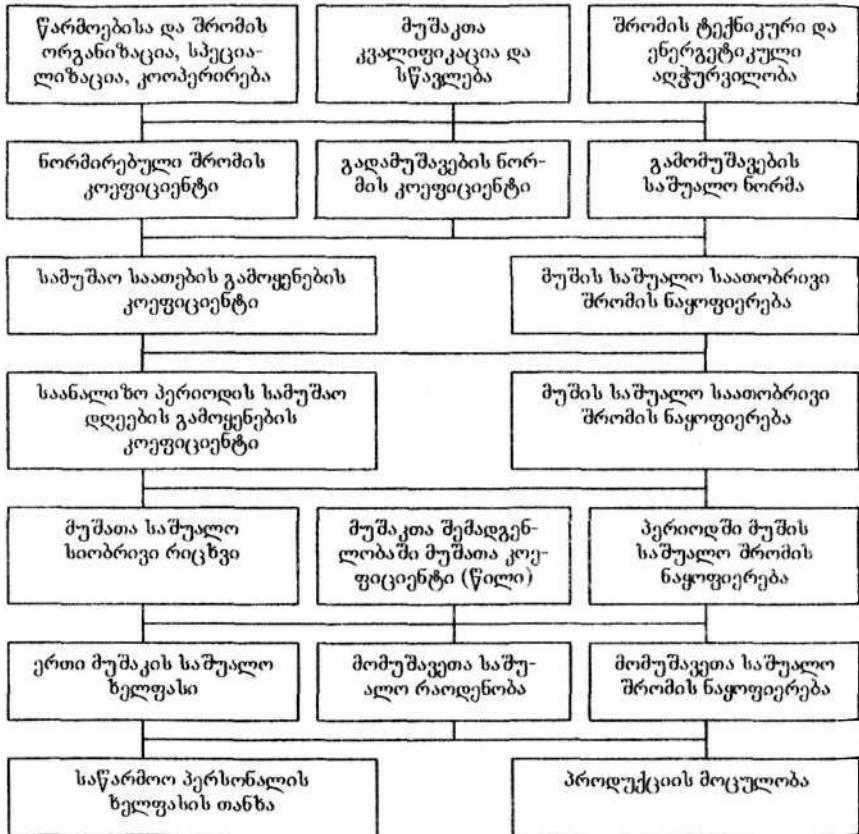 წარმოებისა და შრომის
ორგანიზაცია, სპეცია-
ლიზაცია, კოოპერირება
მუშაკთა
კვალიფიკაცია და
სწავლება
შრომის ტექნიკური და
ენერგეტიკული
აღჭურვილობა
ნორმირებული შრომის
კოეფიციენტი
გადამუშავების ნორ-
მის კოეფიციენტი
გამომუშავების
საშუალო ნორმა
სამუშაო საათების გამოყენების
კოეფიციენტი
მუშის საშუალო საათობრივი
შრომის ნაყოფიერება
საანალიზო პერიოდის სამუშაო
დღეების გამოყენების
კოეფიციენტი
მუშის საშუალო საათობრივი
შრომის ნაყოფიერება
მუშათა საშუალო
სიობრივი რიცხვი
მუშაკთა შემადგენ-
ლობაში მუშათა კოე-
ფიციენტი (წილი)
პერიოდში მუშის
საშუალო შრომის
ნაყოფიერება
ერთი მუშაკის საშუალო
ხელფასი
მომუშავეთა საშუ-
ალო რაოდენობა
მომუშავეთა საშუალო
შრომის ნაყოფიერება
საწარმოო პერსონალის
ხელფასის თანხა
პროდუქციის მოცულობა